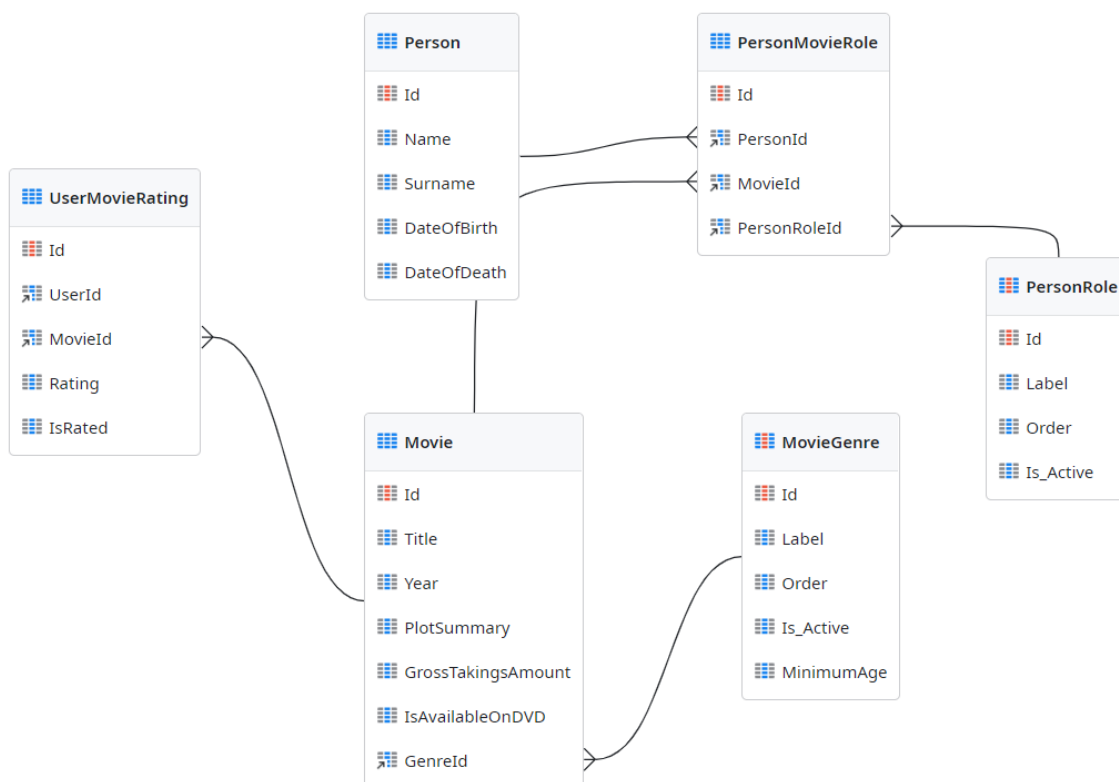 Person
Id
Name
Surname
DateOfBirth
DateOfDeath
PersonMovieRole
Id
PersonId
MovieId
PersonRoleId
UserMovieRating
Id
UserId
MovieId
Rating
IsRated
PersonRole
Id
Label
Order
Is_Active
Movie
Id
Title
Year
PlotSummary
GrossTakingsAmount
IsAvailableOnDVD
GenreId
MovieGenre
Id
Label
Order
Is_Active
MinimumAge